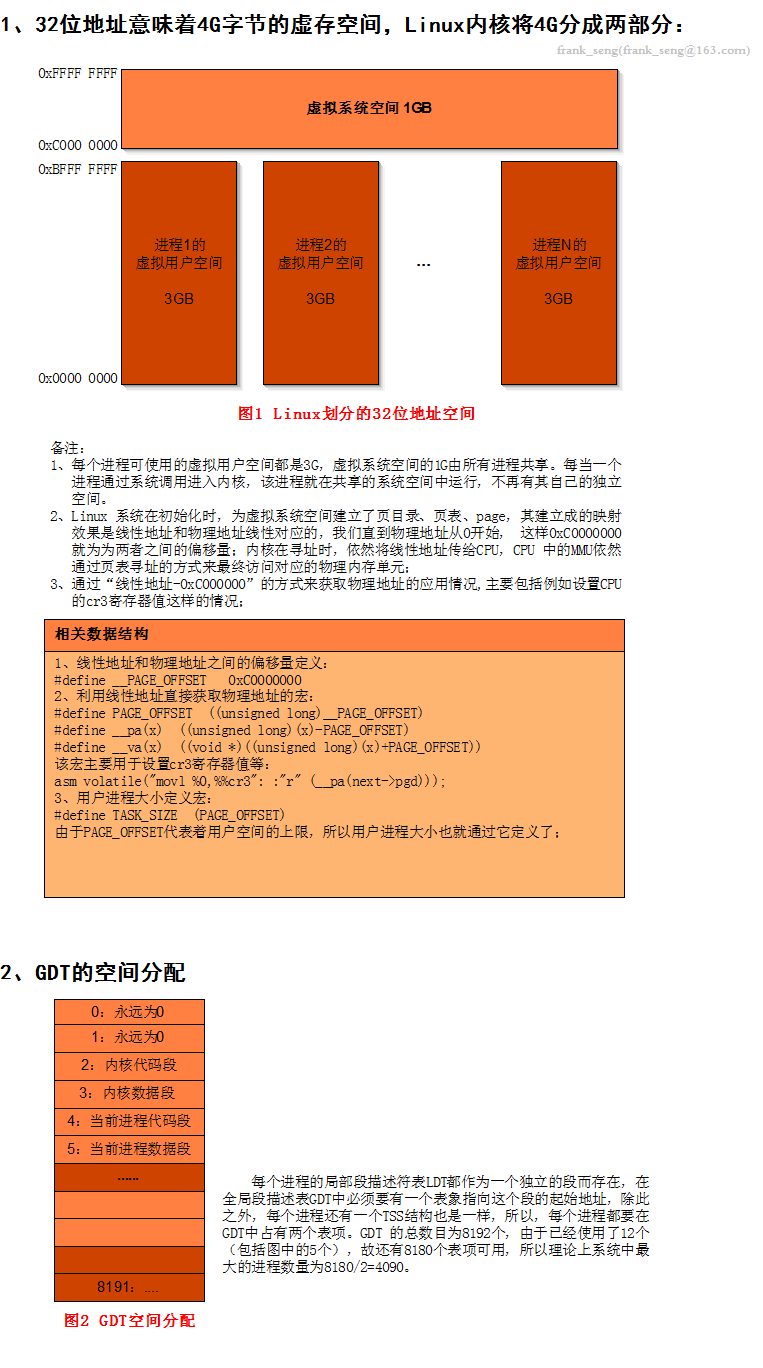 1、32位地址意味着4G字节的虚存空间，Linux内核将4G分成两部分：
frank_seng(frank_seng@163.com)
0xFFFF FFFF
虚拟系统空间 1GB
0xC000 0000
0xBFFF FFFF
进程1的
虚拟用户空间
3GB
进程2的
虚拟用户空间
3GB
...
进程N的
虚拟用户空间
3GB
0x0000 0000
图1 Linux划分的32位地址空间
备注：
1、每个进程可使用的虚拟用户空间都是3G，虚拟系统空间的1G由所有进程共享。每当一个
进程通过系统调用进入内核，该进程就在共享的系统空间中运行，不再有其自己的独立
空间。
2、Linux 系统在初始化时，为虚拟系统空间建立了页目录、页表、page，其建立成的映射
效果是线性地址和物理地址线性对应的，我们直到物理地址从0开始， 这样0xC0000000
就为为两者之间的偏移量；内核在寻址时，依然将线性地址传给CPU，CPU 中的MMU依然
通过页表寻址的方式来最终访问对应的物理内存单元；
3、通过“线性地址-0xC000000”的方式来获取物理地址的应用情况,主要包括例如设置CPU
的cr3寄存器值这样的情况；
相关数据结构
1、线性地址和物理地址之间的偏移量定义：
#define __PAGE_OFFSET 0xC0000000
2、利用线性地址直接获取物理地址的宏：
#define PAGE_OFFSET ((unsigned long)__PAGE_OFFSET)
#define __pa(x) ((unsigned long)(x)-PAGE_OFFSET)
#define __va(x) ((void *)((unsigned long)(x)+PAGE_OFFSET))
该宏主要用于设置cr3寄存器值等：
asm volatile("movl %0,%%cr3": :"r" (__pa(next->pgd)));
3、用户进程大小定义宏：
#define TASK_SIZE (PAGE_OFFSET)
由于PAGE_OFFSET代表着用户空间的上限，所以用户进程大小也就通过它定义了；
2、GDT的空间分配
0：永远为0
1：永远为0
2：内核代码段
3：内核数据段
4：当前进程代码段
5：当前进程数据段
......
8191：....
每个进程的局部段描述符表LDT都作为一个独立的段而存在，在
全局段描述表GDT中必须要有一个表象指向这个段的起始地址，除此
之外，每个进程还有一个TSS结构也是一样，所以，每个进程都要在
GDT中占有两个表项。GDT 的总数目为8192个，由于已经使用了12个
（包括图中的5个），故还有8180个表项可用，所以理论上系统中最
大的进程数量为8180/2=4090。
图2 GDT空间分配